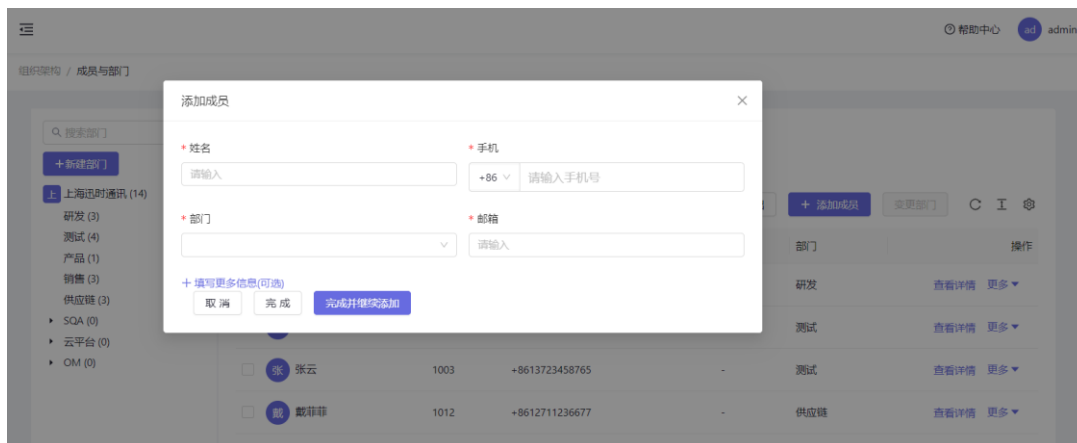 帮助中心 ad admin
组织架构 / 成员与部门
添加成员
搜索部门
* 姓名 * 手机
+新建部门
请输入 +86 请输入手机号
上 上海迅时通讯 (14)
+ 添加成员 变更部门
研发 (3)
* 部门 * 邮箱
测试 (4)
请输入
部门 操作
产品 (1)
销售 (3)
+ 填写更多信息(可选)
研发 查看详情 更多
供应链 (3)
取消 完成 完成并继续添加
SQA (0)
测试 查看详情 更多
云平台 (0)
OM (0)
张 张云 1003 +8613723458765 - 测试 查看详情 更多
戴 戴菲菲 1012 +8612711236677 - 供应链 查看详情 更多